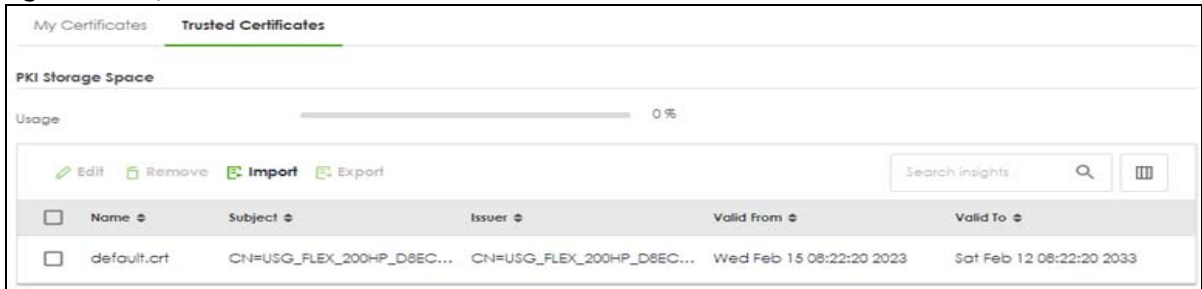 My Certificates Trusted Certificates
PKI Storage Space
Usage 0 %
Edit Remove Import Export Search insights
Name Subject Issuer Valid From Valid To
default.crt CN=USG_FLEX_200HP_D8EC... CN=USG_FLEX_200HP_D8EC... Wed Feb 15 08:22:20 2023 Sat Feb 12 08:22:20 2033